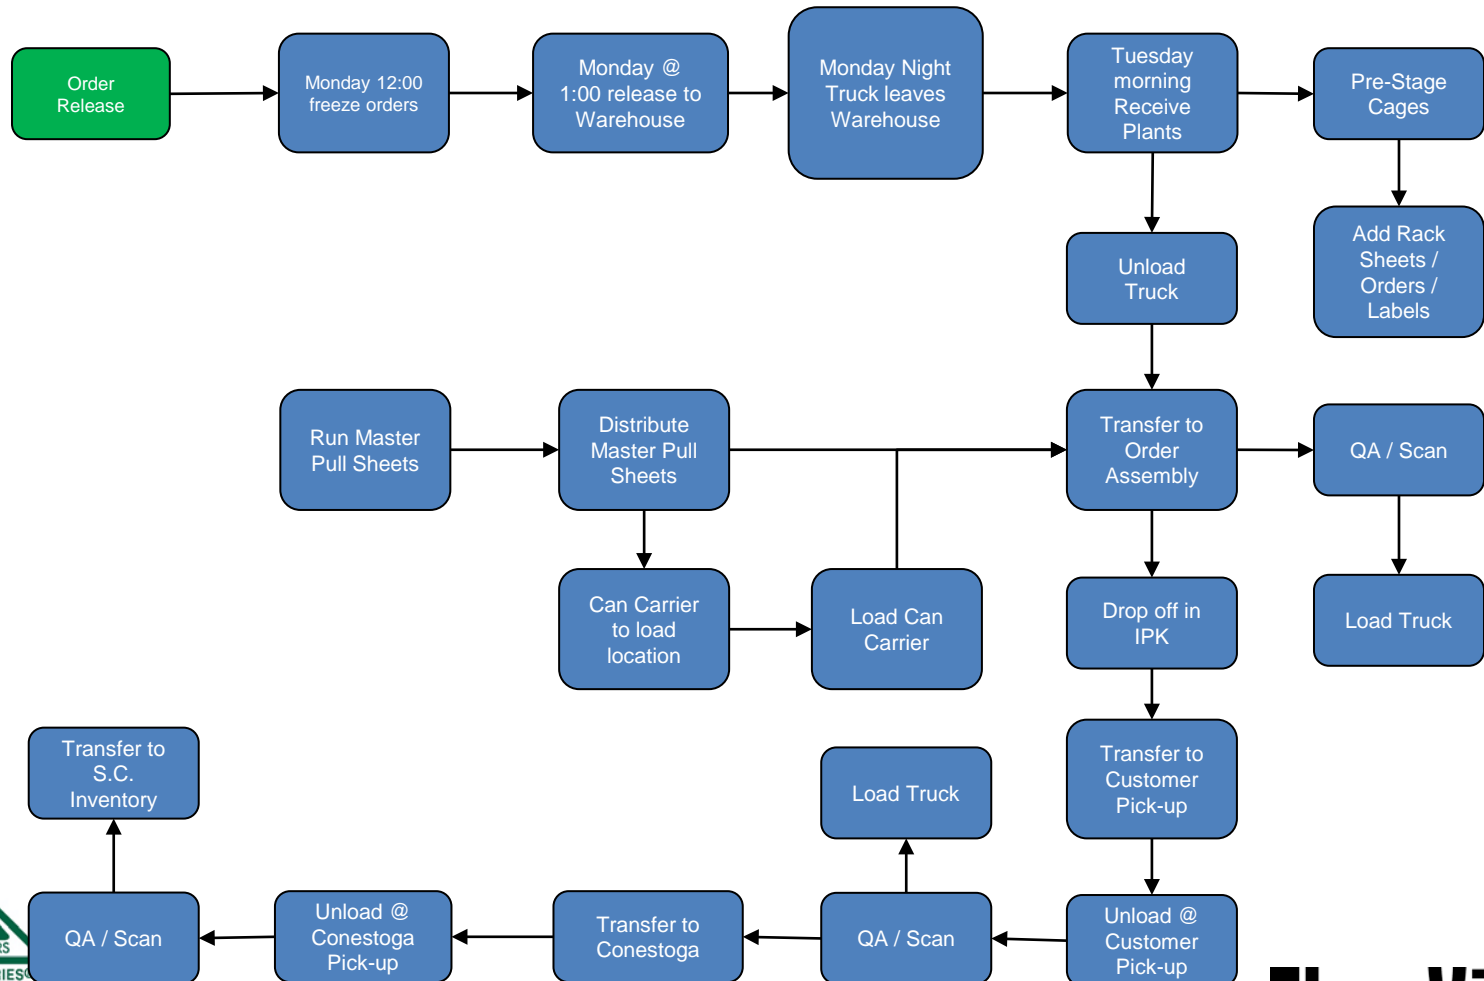 Order
Release
Monday 12:00
freeze orders
Monday @
1:00 release to
Warehouse
Monday Night
Truck leaves
Warehouse
Tuesday
morning
Receive
Plants
Pre-Stage
Cages
Unload
Truck
Add Rack
Sheets /
Orders /
Labels
Run Master
Pull Sheets
Distribute
Master Pull
Sheets
Transfer to
Order
Assembly
QA / Scan
Can Carrier
to load
location
Load Can
Carrier
Drop off in
IPK
Load Truck
Transfer to
S.C.
Inventory
Load Truck
Transfer to
Customer
Pick-up
QA / Scan
Unload @
Conestoga
Pick-up
Transfer to
Conestoga
QA / Scan
Unload @
Customer
Pick-up